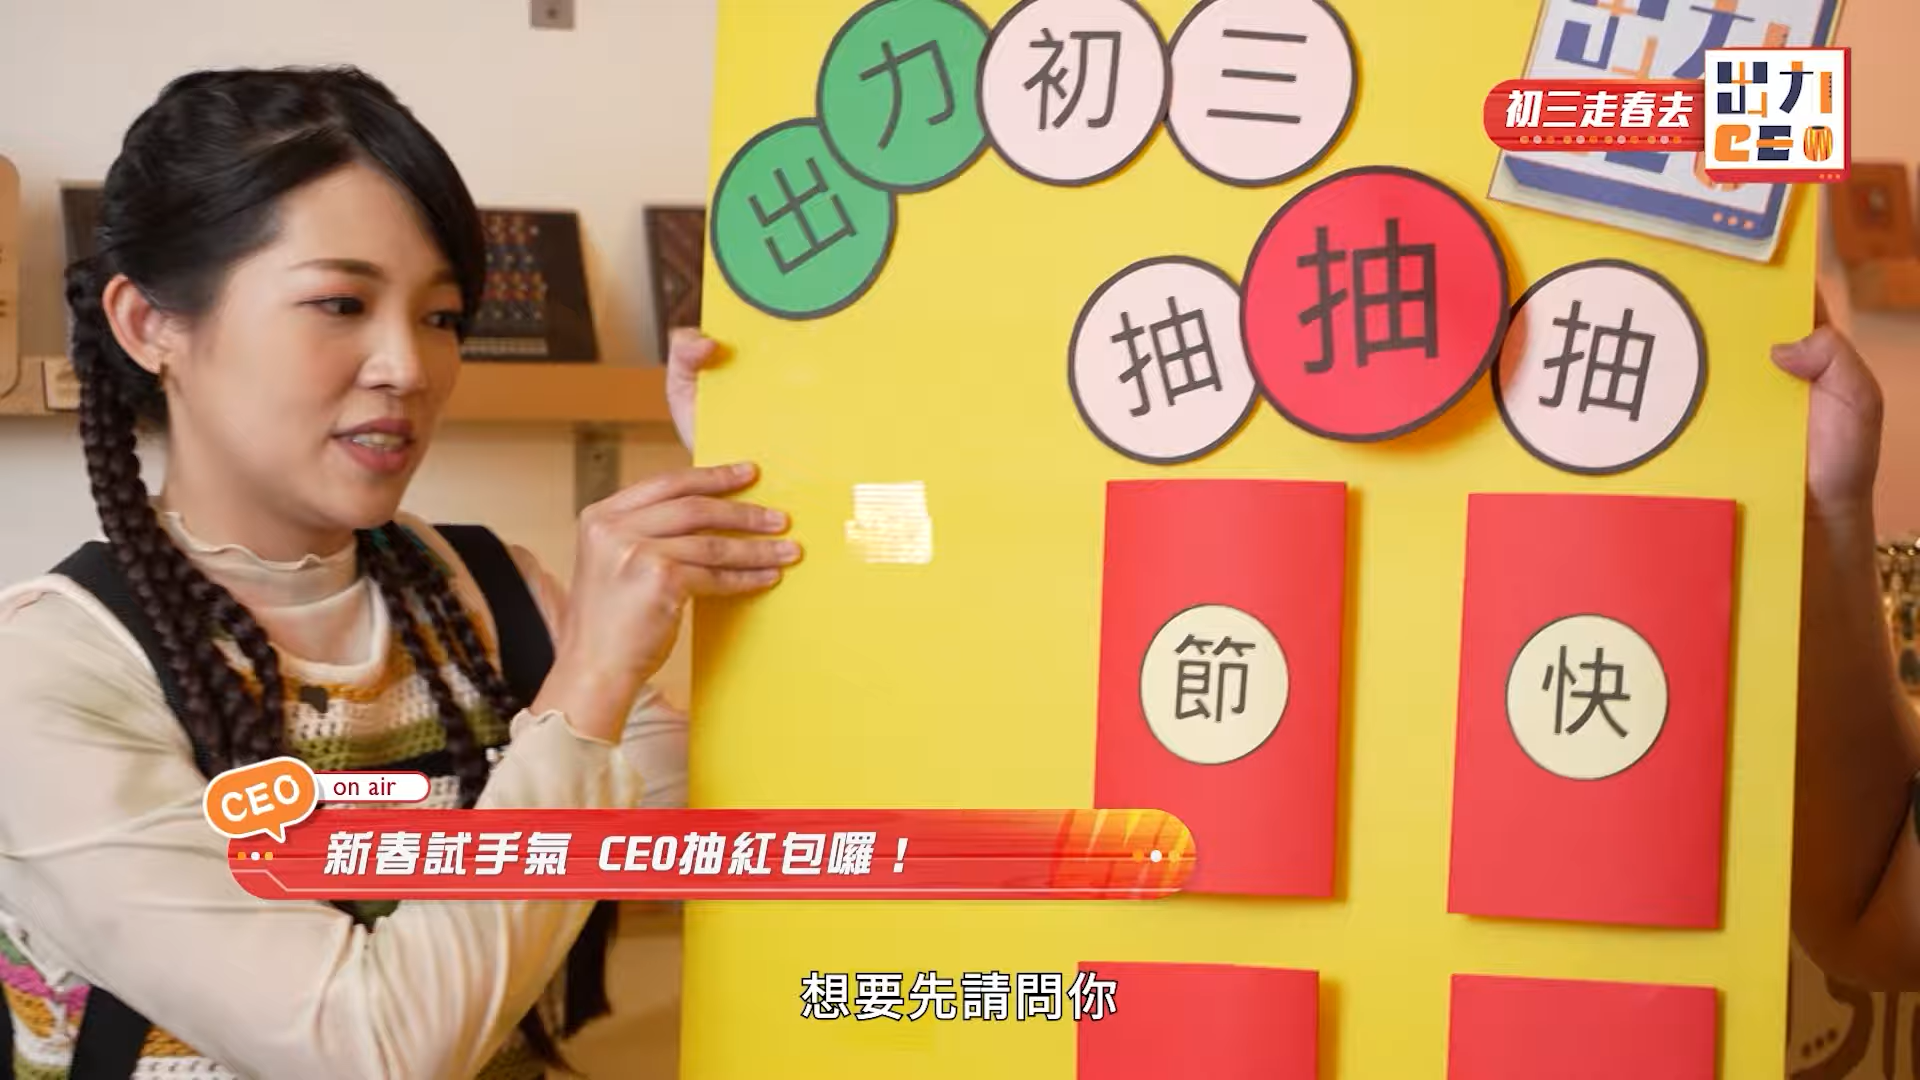 出力初三
抽抽抽
節
快
出力
初三走春去
出力
CEO
CEO
on air
新春試手氣 CEO抽紅包囉！
想要先請問你